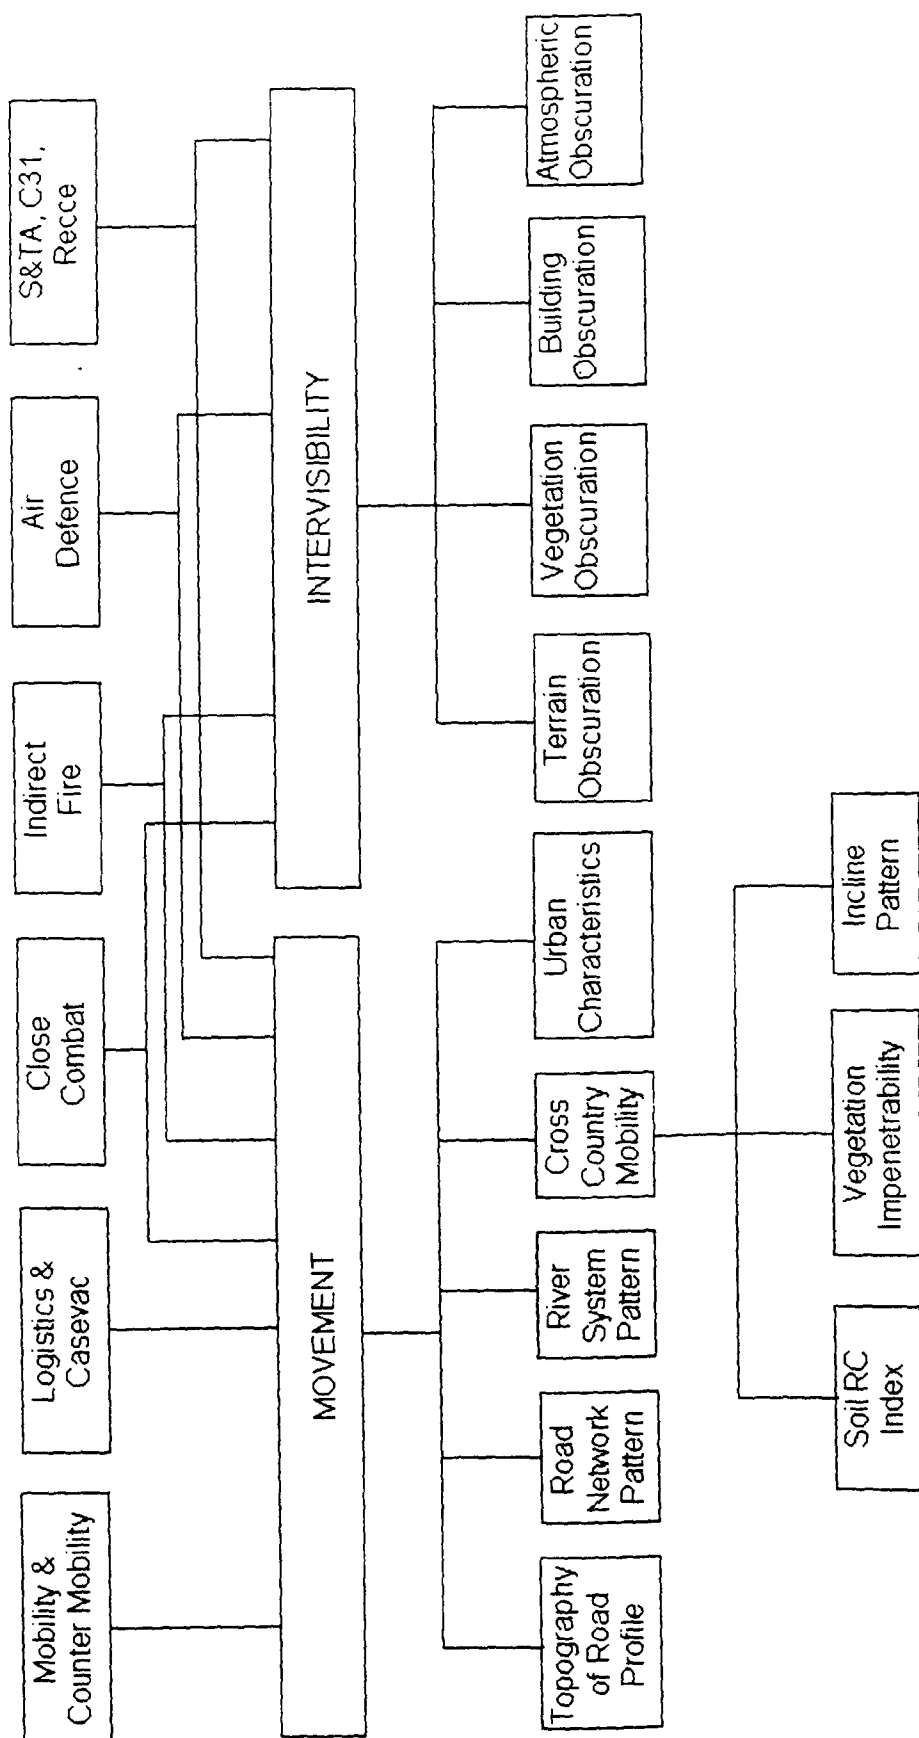 Mobility &
Counter Mobility
Logistics &
Casevac
Close
Combat
Indirect
Fire
Air
Defence
S&TA, C31,
Recce
MOVEMENT
INTERVISIBILITY
Topography
of Road
Profile
Road
Network
Pattern
River
System
Pattern
Cross
Country
Mobility
Urban
Characteristics
Terrain
Obscuration
Vegetation
Obscuration
Building
Obscuration
Atmospheric
Obscuration
Soil RC
Index
Vegetation
Impenetrability
Incline
Pattern